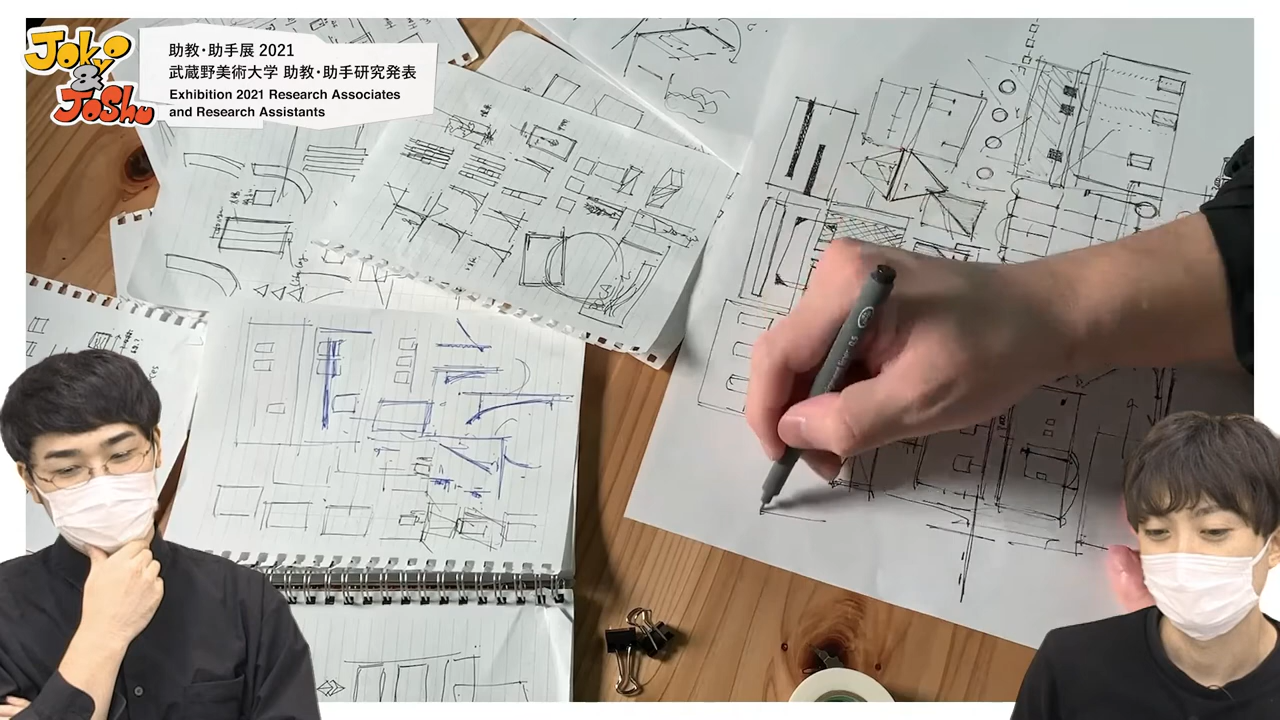 Joko
&
Joshu
助教・助手展 2021
武蔵野美術大学 助教・助手研究発表
Exhibition 2021 Research Associates
and Research Assistants